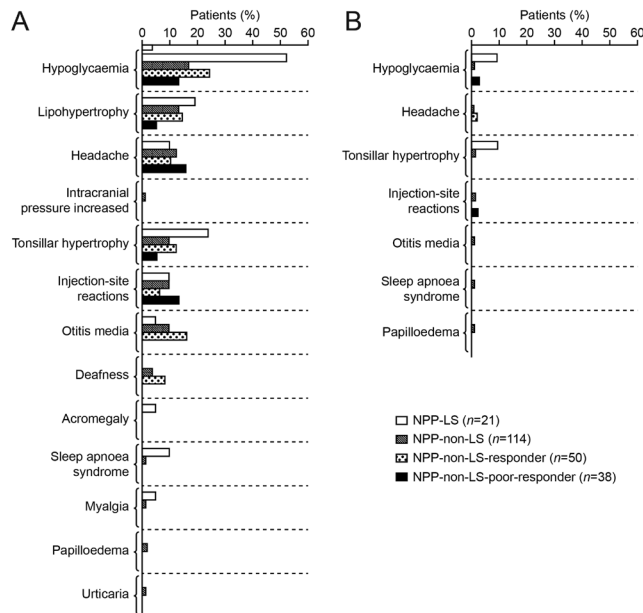 A
Patients (%)
0 10 20 30 40 50 60
Hypoglycaemia
Lipohypertrophy
Headache
Intracranial
pressure increased
Tonsillar hypertrophy
Injection-site
reactions
Otitis media
Deafness
Acromegaly
Sleep apnoea
syndrome
Myalgia
Papilloedema
Urticaria
B
Patients (%)
0 10 20 30 40 50 60
Hypoglycaemia
Headache
Tonsillar hypertrophy
Injection-site
reactions
Otitis media
Sleep apnoea
syndrome
Papilloedema
NPP-LS (n=21)
NPP-non-LS (n=114)
NPP-non-LS-responder (n=50)
NPP-non-LS-poor-responder (n=38)